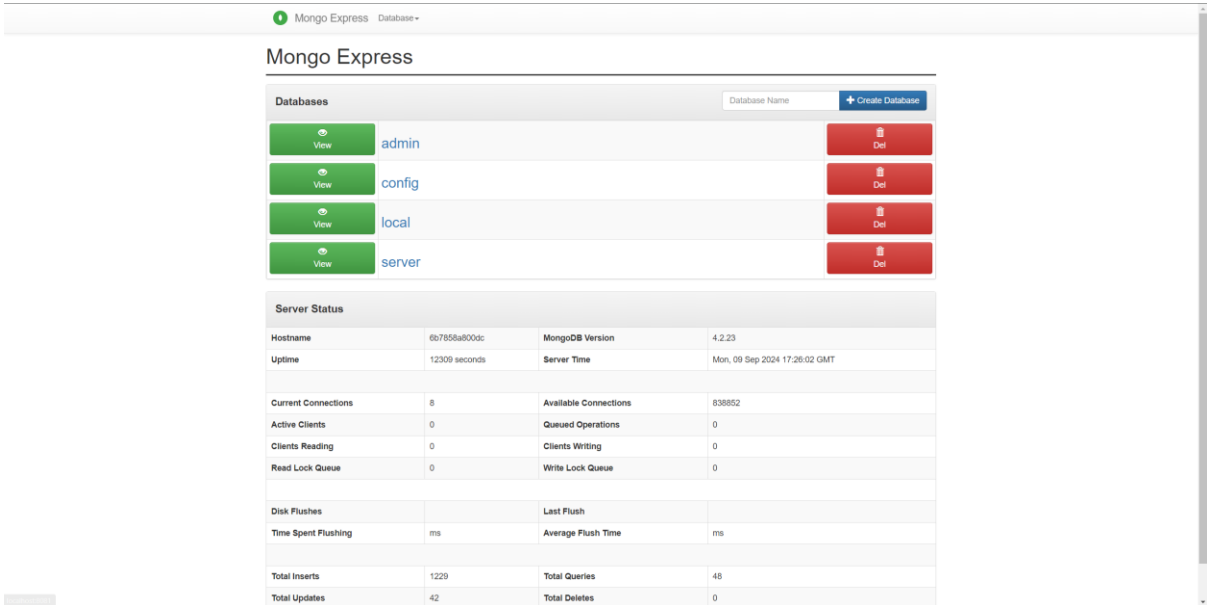 Mongo Express Database
Mongo Express
Databases Database Name + Create Database
View admin Del
View config Del
View local Del
View server Del
Server Status
Hostname 6b7858a800dc MongoDB Version 4.2.23
Uptime 12309 seconds Server Time Mon, 09 Sep 2024 17:26:02 GMT
Current Connections 8 Available Connections 838852
Active Clients 0 Queued Operations 0
Clients Reading 0 Clients Writing 0
Read Lock Queue 0 Write Lock Queue 0
Disk Flushes Last Flush
Time Spent Flushing ms Average Flush Time ms
Total Inserts 1229 Total Queries 48
Total Updates 42 Total Deletes 0